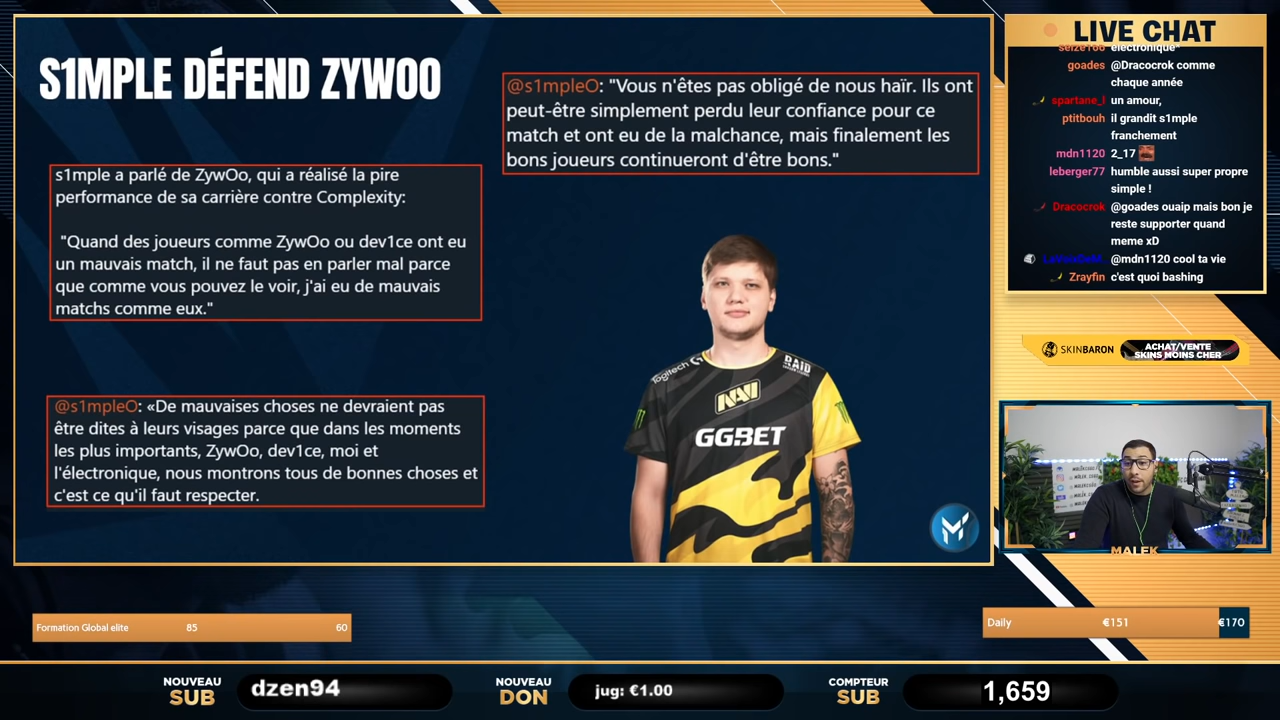 S1MPLE DÉFEND ZYWOO
s1mple a parlé de ZywOo, qui a réalisé la pire
performance de sa carrière contre Complexity:
"Quand des joueurs comme ZywOo ou dev1ce ont eu
un mauvais match, il ne faut pas en parler mal parce
que comme vous pouvez le voir, j'ai eu de mauvais
matchs comme eux."
@s1mpleO: «De mauvaises choses ne devraient pas
être dites à leurs visages parce que dans les moments
les plus importants, ZywOo, dev1ce, moi et
l'électronique, nous montrons tous de bonnes choses et
c'est ce qu'il faut respecter.
@s1mpleO: "Vous n'êtes pas obligé de nous haïr. Ils ont
peut-être simplement perdu leur confiance pour ce
match et ont eu de la malchance, mais finalement les
bons joueurs continueront d'être bons."
logitech
RAID
NAVI
GGBET
LIVE CHAT
seize166 électronique*
goades @Dracocrok comme
chaque année
spartane_l un amour,
ptitbouh il grandit s1mple
franchement
mdn1120 2_17
leberger77 humble aussi super propre
simple !
Dracocrok @goades ouaip mais bon je
reste supporter quand
meme xD
@mdn1120 cool ta vie
Zrayfin c'est quoi bashing
SKINBARON
ACHAT/VENTE
SKINS MOINS CHER
MALEK
Formation Global elite 85 60
Daily €151 €170
NOUVEAU
SUB
dzen94
NOUVEAU
DON
jug: €1.00
COMPTEUR
SUB
1,659